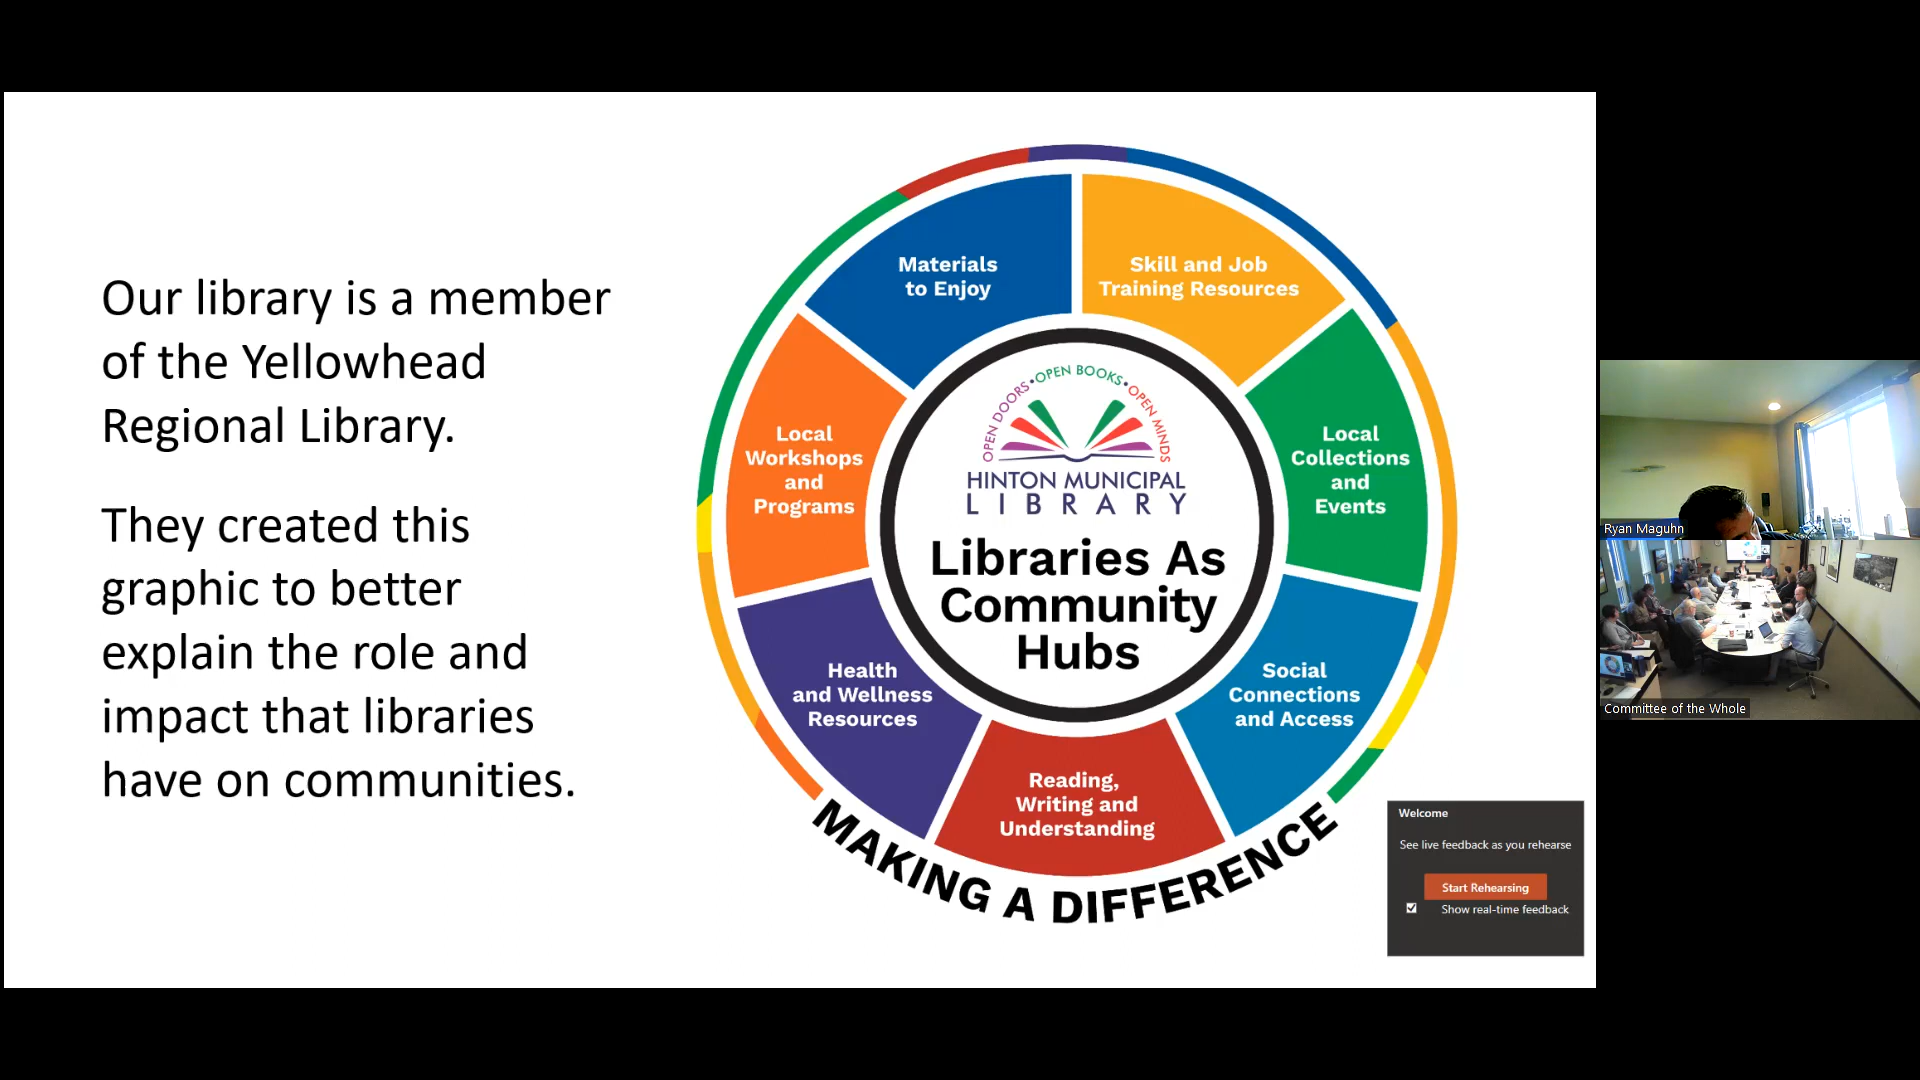 Our library is a member
of the Yellowhead
Regional Library.
They created this
graphic to better
explain the role and
impact that libraries
have on communities.
Materials
to Enjoy
Skill and Job
Training Resources
Local
Collections
and
Events
Social
Connections
and Access
Reading,
Writing and
Understanding
Health
and Wellness
Resources
Local
Workshops
and
Programs
OPEN DOORS•OPEN BOOKS•OPEN MINDS
HINTON MUNICIPAL
LIBRARY
Libraries As
Community
Hubs
MAKING A DIFFERENCE
Welcome
See live feedback as you rehearse
Start Rehearsing
Show real-time feedback
Ryan Maguhn
Committee of the Whole